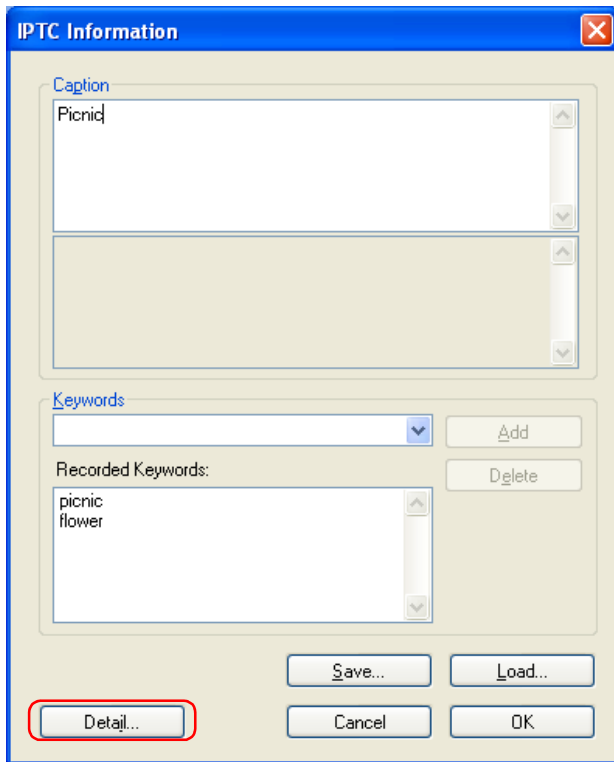 IPTC Information
Caption
Picnic
Keywords
Add
Recorded Keywords:
Delete
picnic
flower
Save...
Load...
Detail...
Cancel
OK